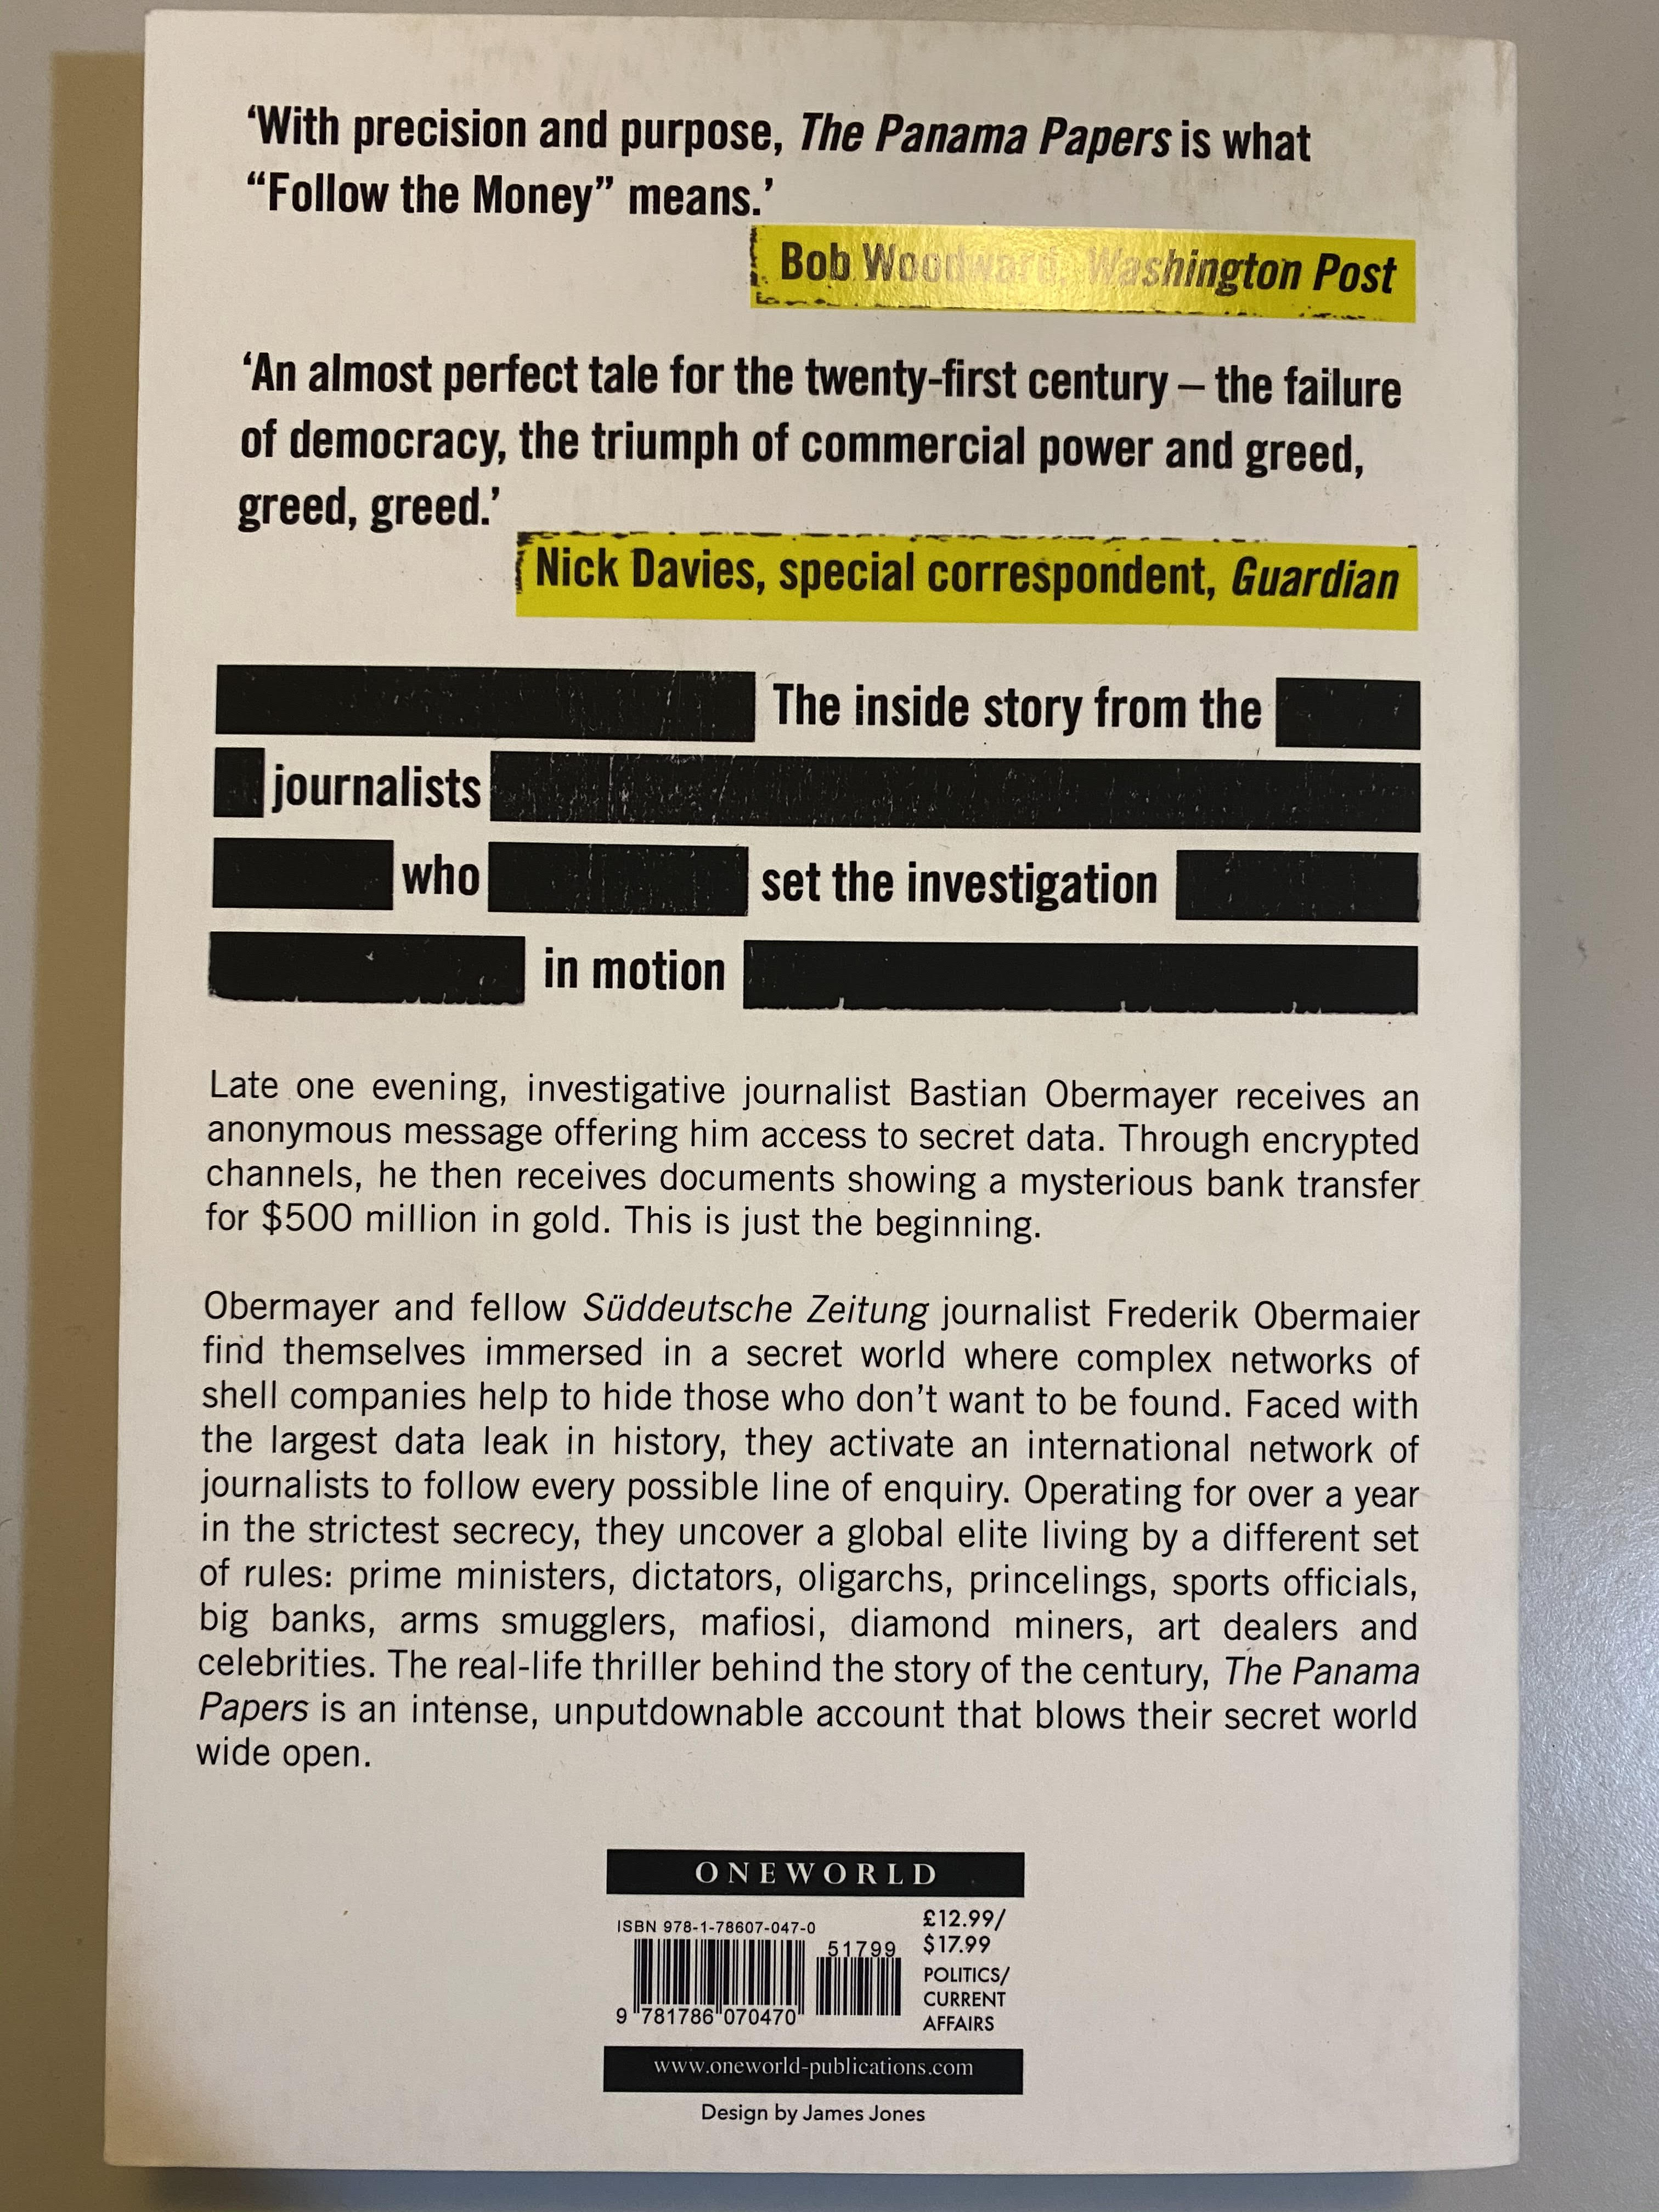 ‘With precision and purpose, The Panama Papers is what
“Follow the Money” means.’
Bob Woodward, Washington Post
‘An almost perfect tale for the twenty-first century – the failure
of democracy, the triumph of commercial power and greed,
greed, greed.’
Nick Davies, special correspondent, Guardian
The inside story from the
journalists
who set the investigation
in motion
Late one evening, investigative journalist Bastian Obermayer receives an
anonymous message offering him access to secret data. Through encrypted
channels, he then receives documents showing a mysterious bank transfer
for $500 million in gold. This is just the beginning.
Obermayer and fellow Süddeutsche Zeitung journalist Frederik Obermaier
find themselves immersed in a secret world where complex networks of
shell companies help to hide those who don’t want to be found. Faced with
the largest data leak in history, they activate an international network of
journalists to follow every possible line of enquiry. Operating for over a year
in the strictest secrecy, they uncover a global elite living by a different set
of rules: prime ministers, dictators, oligarchs, princelings, sports officials,
big banks, arms smugglers, mafiosi, diamond miners, art dealers and
celebrities. The real-life thriller behind the story of the century, The Panama
Papers is an intense, unputdownable account that blows their secret world
wide open.
ONEWORLD
ISBN 978-1-78607-047-0
51799
9 781786 070470
£12.99/
$17.99
POLITICS/
CURRENT
AFFAIRS
www.oneworld-publications.com
Design by James Jones